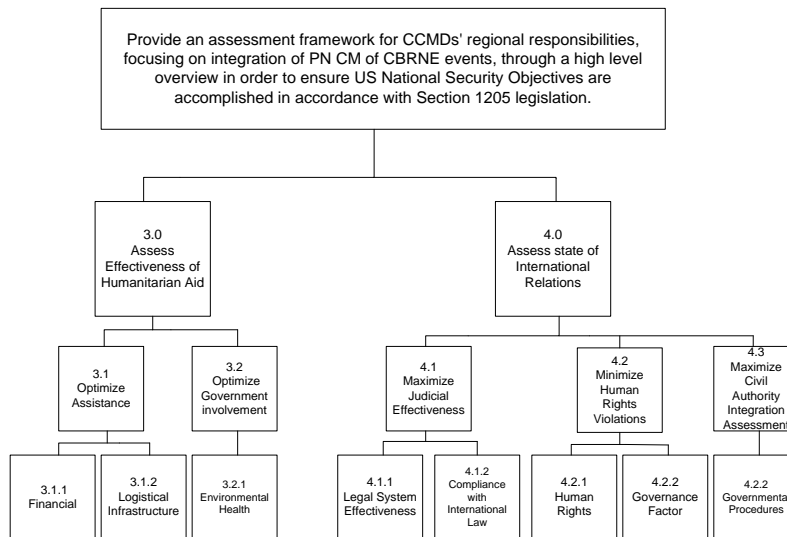 Provide an assessment framework for CCMDs' regional responsibilities,
focusing on integration of PN CM of CBRNE events, through a high level
overview in order to ensure US National Security Objectives are
accomplished in accordance with Section 1205 legislation.
3.0
Assess
Effectiveness of
Humanitarian Aid
4.0
Assess state of
International
Relations
3.1
Optimize
Assistance
3.2
Optimize
Government
involvement
4.1
Maximize
Judicial
Effectiveness
4.2
Minimize
Human
Rights
Violations
4.3
Maximize
Civil
Authority
Integration
Assessment
3.1.1
Financial
3.1.2
Logistical
Infrastructure
3.2.1
Environmental
Health
4.1.1
Legal System
Effectiveness
4.1.2
Compliance
with
International
Law
4.2.1
Human
Rights
4.2.2
Governance
Factor
4.2.2
Governmental
Procedures